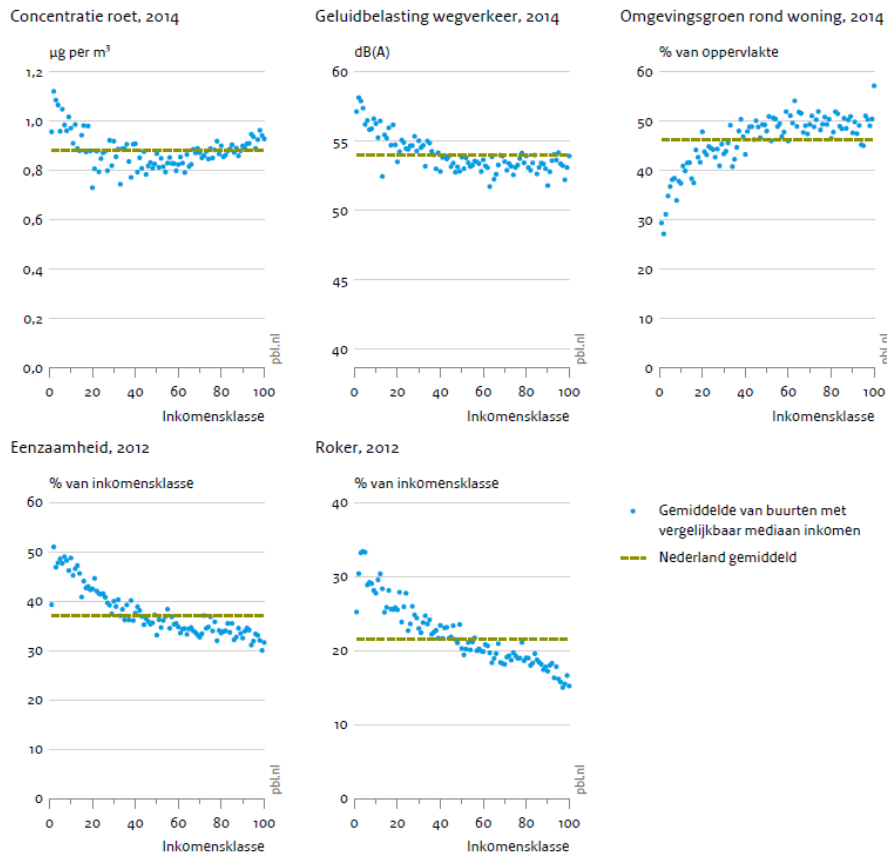 Concentratie roet, 2014
µg per m³
1,2
1,0
0,8
0,6
0,4
0,2
0,0
0 20 40 60 80 100
Inkomensklasse
pbl.nl
Geluidbelasting wegverkeer, 2014
dB(A)
60
55
50
45
40
0 20 40 60 80 100
Inkomensklasse
pbl.nl
Omgevingsgroen rond woning, 2014
% van oppervlakte
60
50
40
30
20
10
0
0 20 40 60 80 100
Inkomensklasse
pbl.nl
Eenzaamheid, 2012
% van inkomensklasse
60
50
40
30
20
10
0
0 20 40 60 80 100
Inkomensklasse
pbl.nl
Roker, 2012
% van inkomensklasse
40
30
20
10
0
0 20 40 60 80 100
Inkomensklasse
pbl.nl
Gemiddelde van buurten met
vergelijkbaar mediaan inkomen
Nederland gemiddeld